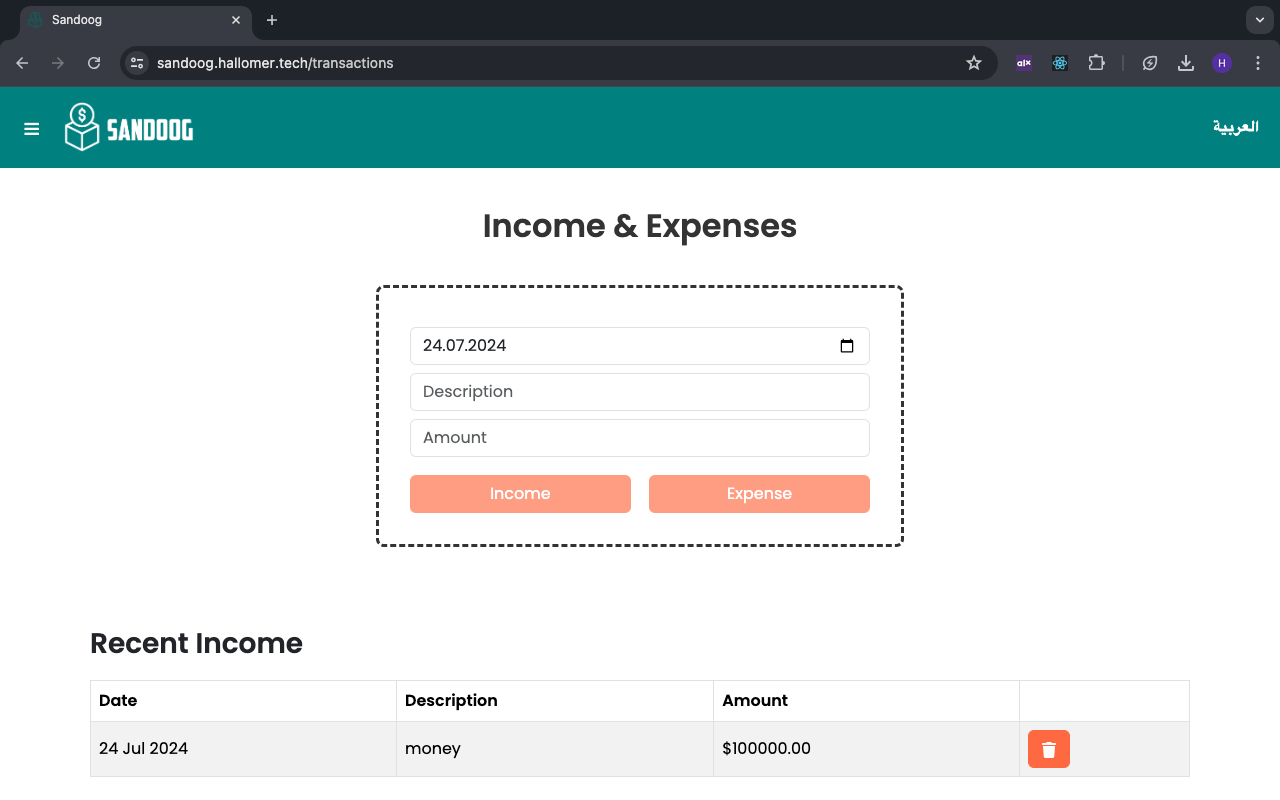 Sandoog
sandoog.hallomer.tech/transactions
alx
H
$
SANDOOG
العربية
Income & Expenses
24.07.2024
Description
Amount
Income Expense
Recent Income
Date Description Amount
24 Jul 2024 money $100000.00